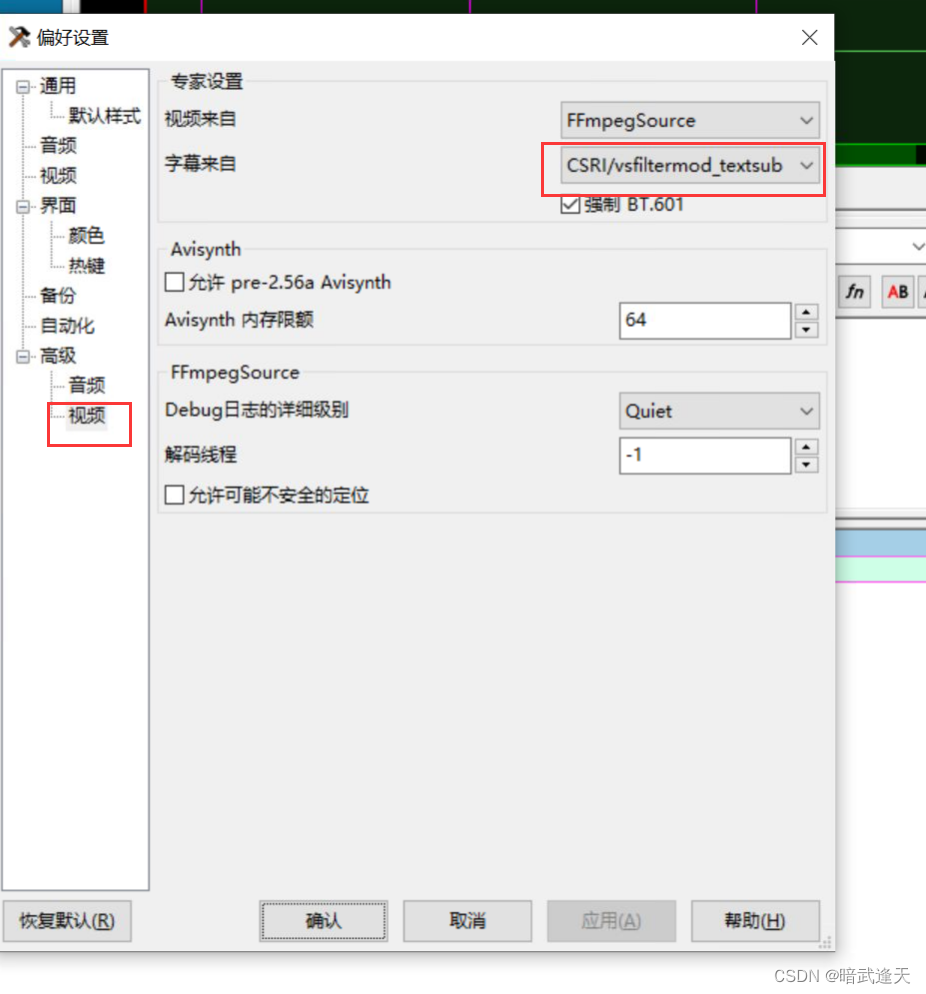 偏好设置
通用
默认样式
音频
视频
界面
颜色
热键
备份
自动化
高级
音频
视频
专家设置
视频来自 FFmpegSource
字幕来自 CSRI/vsfiltermod_textsub
强制 BT.601
Avisynth
允许 pre-2.56a Avisynth
Avisynth 内存限额 64
FFmpegSource
Debug日志的详细级别 Quiet
解码线程 -1
允许可能不安全的定位
恢复默认(R) 确认 取消 应用(A) 帮助(H)
fn AB
CSDN @暗武逢天